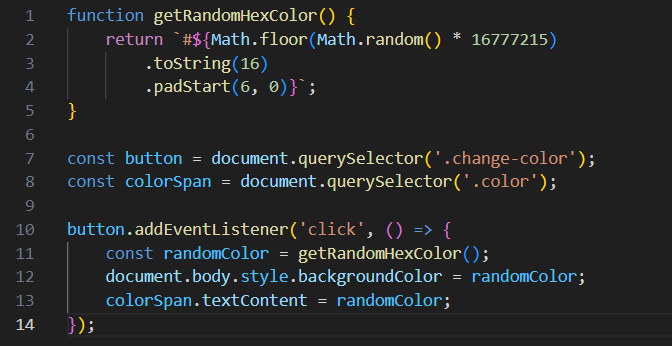 1 function getRandomHexColor() {
2     return `#${Math.floor(Math.random() * 16777215)
3         .toString(16)
4         .padStart(6, 0)}`;
5 }
6
7 const button = document.querySelector('.change-color');
8 const colorSpan = document.querySelector('.color');
9
10 button.addEventListener('click', () => {
11     const randomColor = getRandomHexColor();
12     document.body.style.backgroundColor = randomColor;
13     colorSpan.textContent = randomColor;
14 });